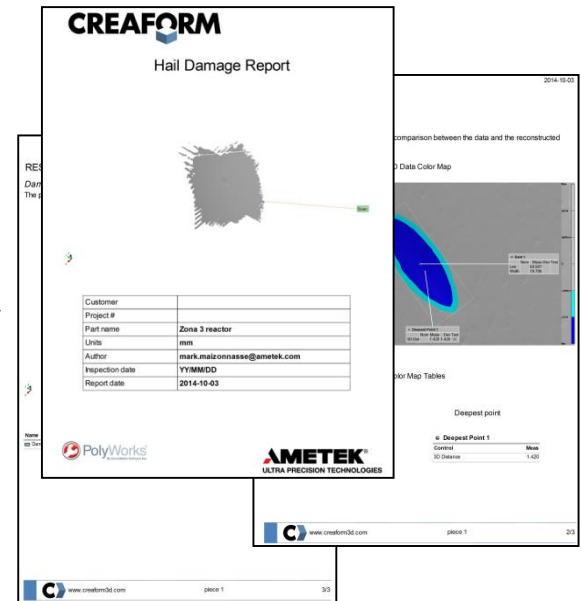 CREAFORM
Hail Damage Report
Customer
Project #
Part name Zona 3 reactor
Units mm
Author mark.maizonnasse@ametek.com
Inspection date YY/MM/DD
Report date 2014-10-03
PolyWorks
AMETEK®
ULTRA PRECISION TECHNOLOGIES
2014-10-03
comparison between the data and the reconstructed
D Data Color Map
Point 1
Deepest Point 1
olor Map Tables
Deepest point
Deepest Point 1
Control Meas
3D Distance 1.420
www.creaform3d.com piece 1 2/3
RES
Dam
The p
Name
www.creaform3d.com piece 1 3/3